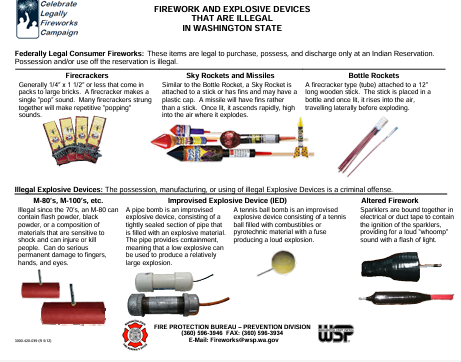 Celebrate
Legally
Fireworks
Campaign
FIREWORK AND EXPLOSIVE DEVICES
THAT ARE ILLEGAL
IN WASHINGTON STATE
Federally Legal Consumer Fireworks: These items are legal to purchase, possess, and discharge only at an Indian Reservation.
Possession and/or use off the reservation is illegal.
Firecrackers
Generally 1/4" x 1 1/2" or less that come in
packs to large bricks. A firecracker makes a
single "pop" sound. Many firecrackers strung
together will make repetitive "popping"
sounds.
Sky Rockets and Missiles
Similar to the Bottle Rocket, a Sky Rocket is
attached to a stick or has fins and may have a
plastic cap. A missile will have fins rather
than a stick. Once lit, it ascends rapidly, high
into the air where it explodes.
Bottle Rockets
A firecracker type (tube) attached to a 12"
long wooden stick. The stick is placed in a
bottle and once lit, it rises into the air,
travelling laterally before exploding.
Illegal Explosive Devices: The possession, manufacturing, or using of illegal Explosive Devices is a criminal offense.
M-80's, M-100's, etc.
Illegal since the 70's, an M-80 can
contain flash powder, black
powder, or a composition of
materials that are sensitive to
shock and can injure or kill
people. Can do serious
permanent damage to fingers,
hands, and eyes.
Improvised Explosive Device (IED)
A pipe bomb is an improvised
explosive device, consisting of a
tightly sealed section of pipe that
is filled with an explosive material.
The pipe provides containment,
meaning that a low explosive can
be used to produce a relatively
large explosion.
A tennis ball bomb is an improvised
explosive device consisting of a tennis
ball filled with combustibles or
pyrotechnic material with a fuse
producing a loud explosion.
Altered Firework
Sparklers are bound together in
electrical or duct tape to contain
the ignition of the sparklers,
providing for a loud "whoomp"
sound with a flash of light.
FIRE PROTECTION BUREAU – PREVENTION DIVISION
(360) 596-3946 FAX: (360) 596-3934
E-Mail: Fireworks@wsp.wa.gov
WSP